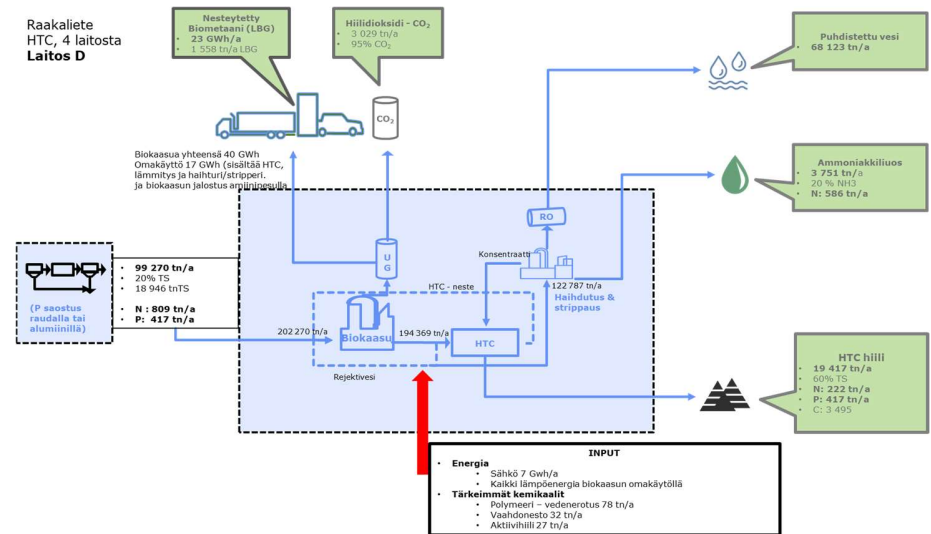 Raakaliete
HTC, 4 laitosta
Laitos D
Nesteytetty
Biometaani (LBG)
• 23 GWh/a
• 1 558 tn/a LBG
Hiilidioksidi - CO₂
• 3 029 tn/a
• 95% CO₂
Puhdistettu vesi
• 68 123 tn/a
CO₂
Biokaasua yhteensä 40 GWh
Omakäyttö 17 GWh (sisältää HTC,
lämmitys ja haihturi/stripperi.
ja biokaasun jalostus amiinipesulla
Ammoniakkiliuos
• 3 751 tn/a
• 20 % NH3
• N: 586 tn/a
RO
U
G
Konsentraatti
122 787 tn/a
Haihdutus &
strippaus
HTC - neste
(P saostus
raudalla tai
alumiinillä)
• 99 270 tn/a
• 20% TS
• 18 946 tnTS
• N : 809 tn/a
• P: 417 tn/a
202 270 tn/a
Biokaasu
194 369 tn/a
HTC
Rejektivesi
HTC hiili
• 19 417 tn/a
• 60% TS
• N: 222 tn/a
• P: 417 tn/a
• C: 3 495
INPUT
• Energia
• Sähkö 7 Gwh/a
• Kaikki lämpöenergia biokaasun omakäytöllä
• Tärkeimmät kemikaalit
• Polymeeri – vedenerotus 78 tn/a
• Vaahdonesto 32 tn/a
• Aktiivihiili 27 tn/a